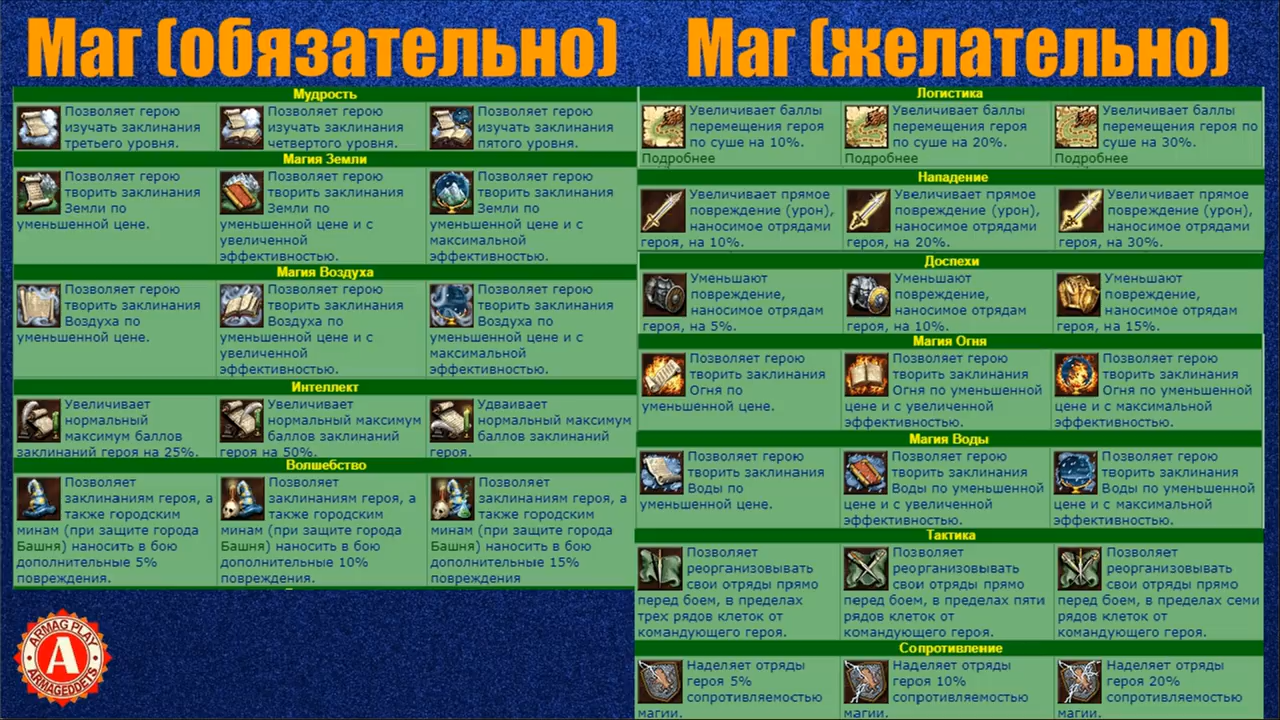 Маг (обязательно)
Мудрость
Позволяет герою
изучать заклинания
третьего уровня.
Позволяет герою
изучать заклинания
четвертого уровня.
Позволяет герою
изучать заклинания
пятого уровня.
Магия Земли
Позволяет герою
творить заклинания
Земли по
уменьшенной цене.
Позволяет герою
творить заклинания
Земли по
уменьшенной цене и с
увеличенной
эффективностью.
Позволяет герою
творить заклинания
Земли по
уменьшенной цене и с
максимальной
эффективностью.
Магия Воздуха
Позволяет герою
творить заклинания
Воздуха по
уменьшенной цене.
Позволяет герою
творить заклинания
Воздуха по
уменьшенной цене и с
увеличенной
эффективностью.
Позволяет герою
творить заклинания
Воздуха по
уменьшенной цене и с
максимальной
эффективностью.
Интеллект
Увеличивает
нормальный
максимум баллов
заклинаний героя на 25%.
Увеличивает
нормальный максимум
баллов заклинаний
героя на 50%.
Удваивает
нормальный максимум
баллов заклинаний
героя.
Волшебство
Позволяет
заклинаниям героя, а
также городским
минам (при защите города
Башня) наносить в бою
дополнительные 5%
повреждения.
Позволяет
заклинаниям героя, а
также городским
минам (при защите города
Башня) наносить в бою
дополнительные 10%
повреждения.
Позволяет
заклинаниям героя, а
также городским
минам (при защите города
Башня) наносить в бою
дополнительные 15%
повреждения
ARMAG PLAY
A
ARMAGEDDETS
Маг (желательно)
Логистика
Увеличивает баллы
перемещения героя
по суше на 10%.
Подробнее
Увеличивает баллы
перемещения героя
по суше на 20%.
Подробнее
Увеличивает баллы
перемещения героя по
суше на 30%.
Подробнее
Нападение
Увеличивает прямое
повреждение (урон),
наносимое отрядами
героя, на 10%.
Увеличивает прямое
повреждение (урон),
наносимое отрядами
героя, на 20%.
Увеличивает прямое
повреждение (урон),
наносимое отрядами
героя, на 30%.
Доспехи
Уменьшают
повреждение,
наносимое отрядам
героя, на 5%.
Уменьшают
повреждение,
наносимое отрядам
героя, на 10%.
Уменьшают
повреждение,
наносимое отрядам
героя, на 15%.
Магия Огня
Позволяет герою
творить заклинания
Огня по
уменьшенной цене.
Позволяет герою
творить заклинания
Огня по уменьшенной
цене и с увеличенной
эффективностью.
Позволяет герою
творить заклинания
Огня по уменьшенной
цене и с максимальной
эффективностью.
Магия Воды
Позволяет герою
творить заклинания
Воды по
уменьшенной цене.
Позволяет герою
творить заклинания
Воды по уменьшенной
цене и с увеличенной
эффективностью.
Позволяет герою
творить заклинания
Воды по уменьшенной
цене и с максимальной
эффективностью.
Тактика
Позволяет
реорганизовывать
свои отряды прямо
перед боем, в пределах
трех рядов клеток от
командующего героя.
Позволяет
реорганизовывать
свои отряды прямо
перед боем, в пределах пяти
рядов клеток от
командующего героя.
Позволяет
реорганизовывать
свои отряды прямо
перед боем, в пределах семи
рядов клеток от
командующего героя.
Сопротивление
Наделяет отряды
героя 5%
сопротивляемостью
магии.
Наделяет отряды
героя 10%
сопротивляемостью
магии.
Наделяет отряды
героя 20%
сопротивляемостью
магии.